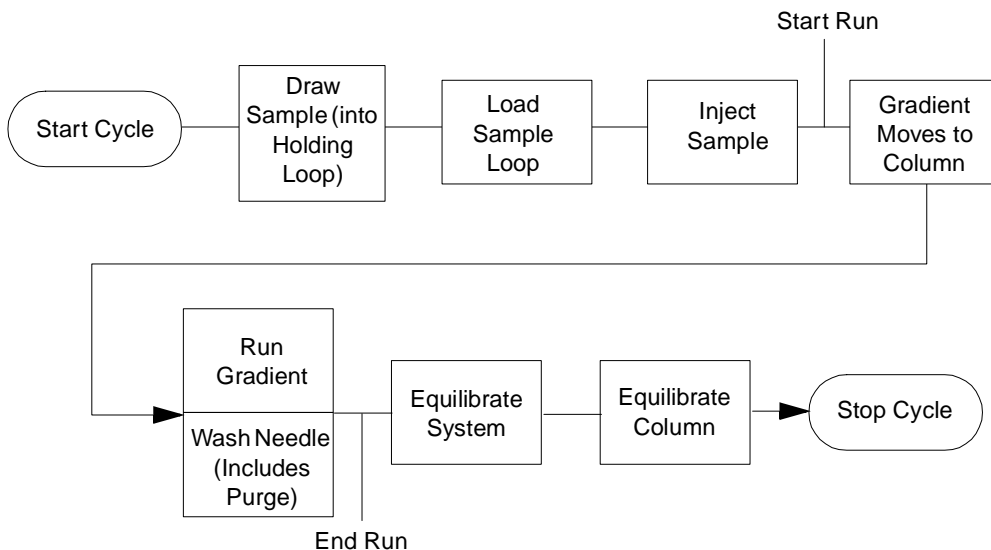 Start Run
Start Cycle
Draw
Sample (into
Holding
Loop)
Load
Sample
Loop
Inject
Sample
Gradient
Moves to
Column
Run
Gradient
Wash Needle
(Includes
Purge)
Equilibrate
System
Equilibrate
Column
Stop Cycle
End Run